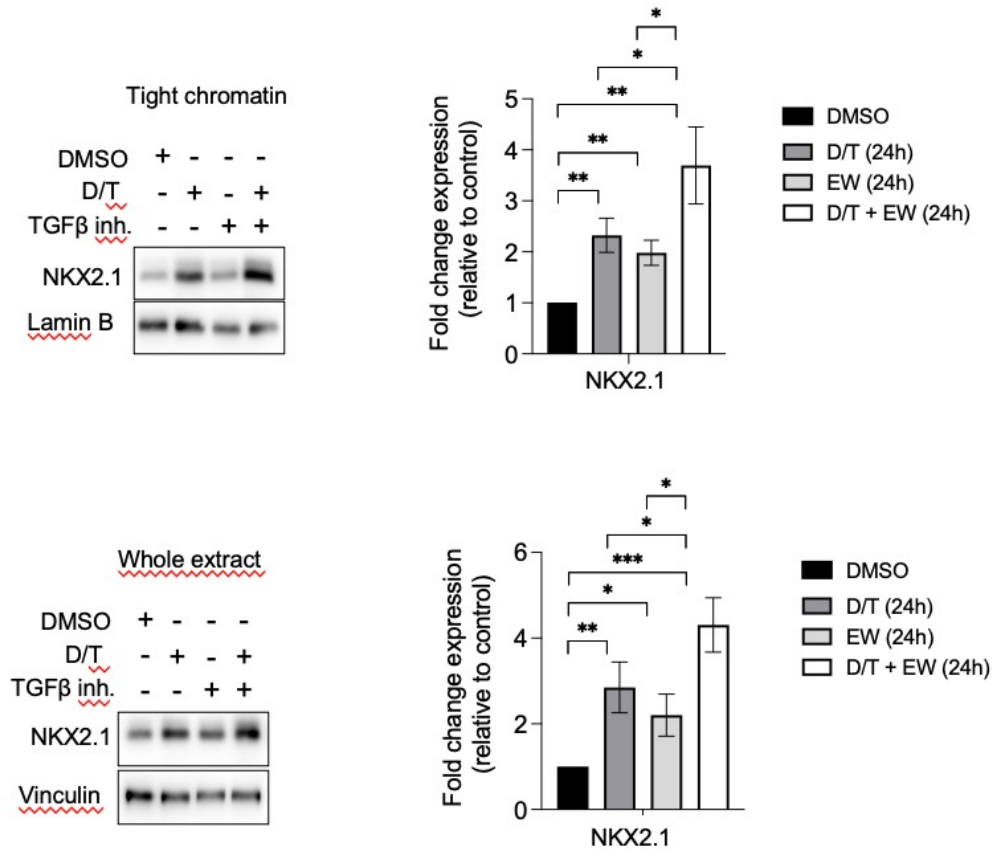 Tight chromatin
DMSO + - - -
D/T - + - +
TGFβ inh. - - + +
NKX2.1
Lamin B
*
*
**
**
**
Fold change expression
(relative to control)
5
4
3
2
1
0
NKX2.1
DMSO
D/T (24h)
EW (24h)
D/T + EW (24h)
Whole extract
DMSO + - - -
D/T - + - +
TGFβ inh. - - + +
NKX2.1
Vinculin
*
*
***
*
**
Fold change expression
(relative to control)
6
4
2
0
NKX2.1
DMSO
D/T (24h)
EW (24h)
D/T + EW (24h)